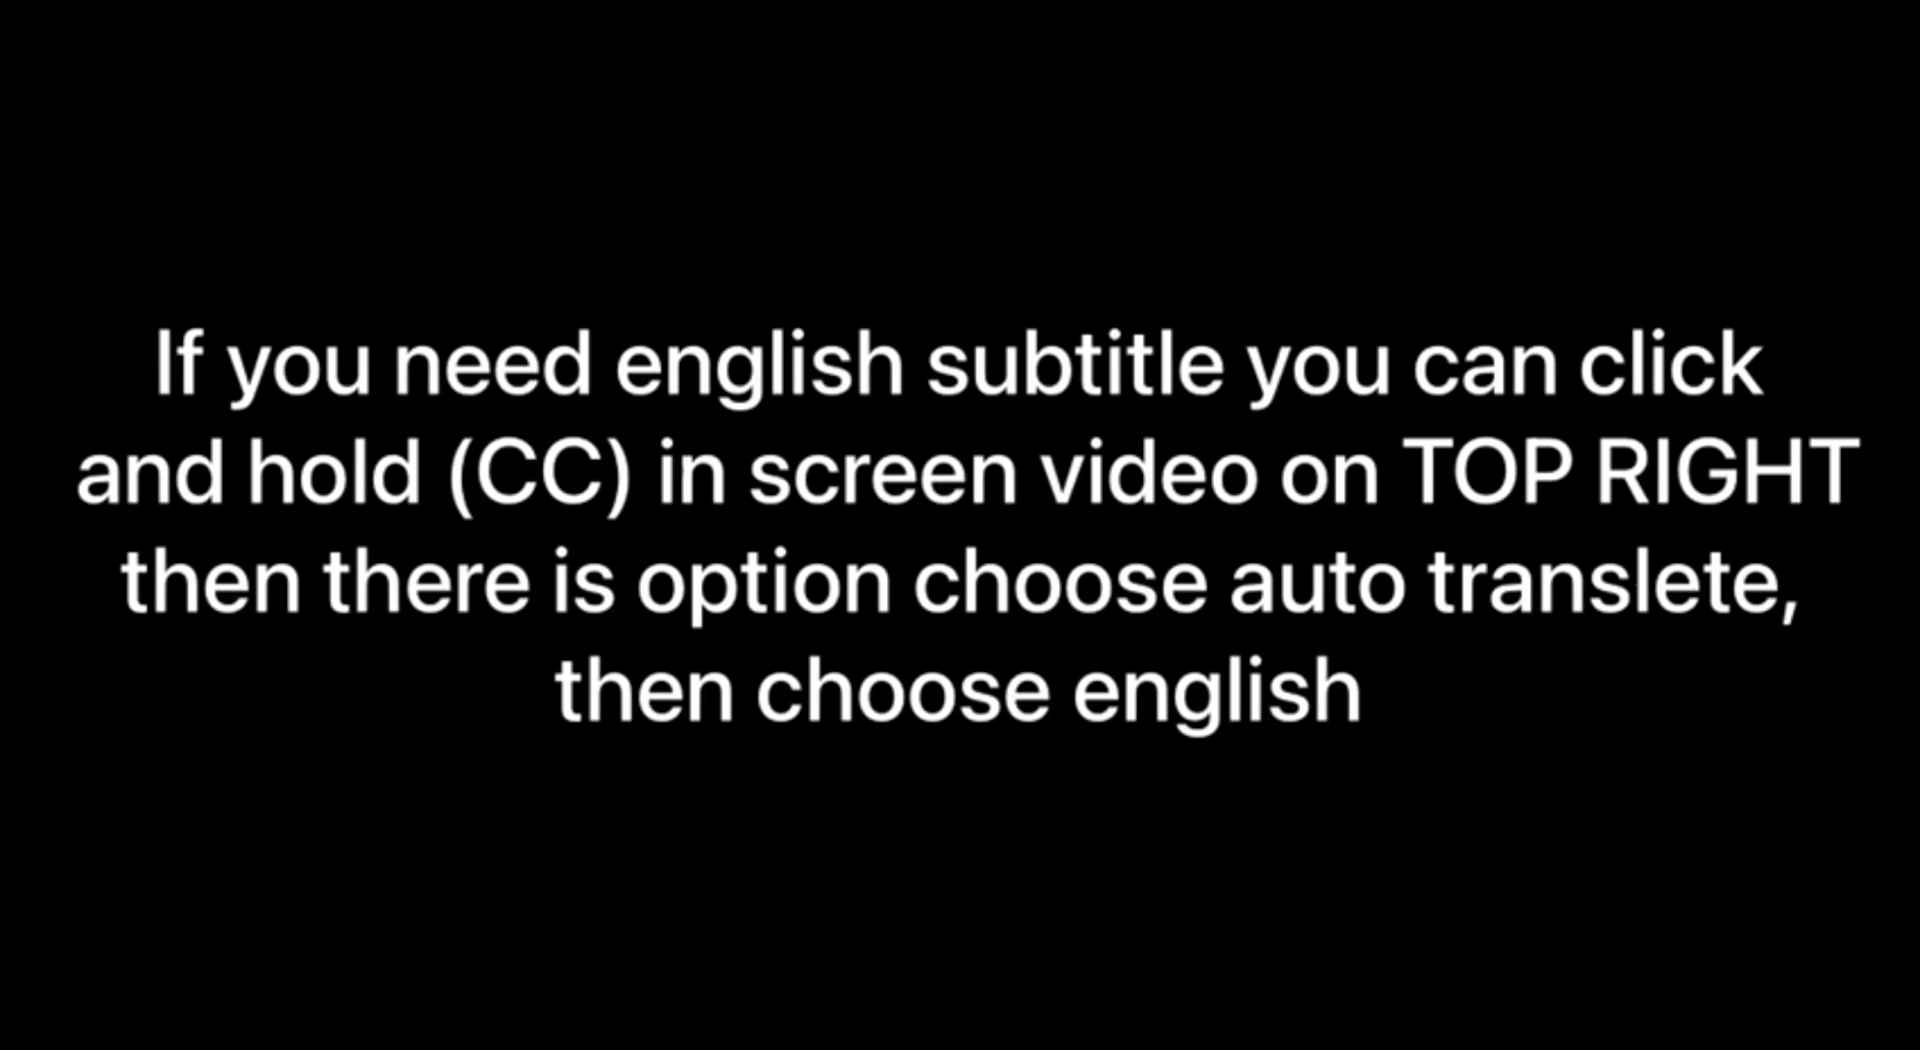 If you need english subtitle you can click
and hold (CC) in screen video on TOP RIGHT
then there is option choose auto translete,
then choose english